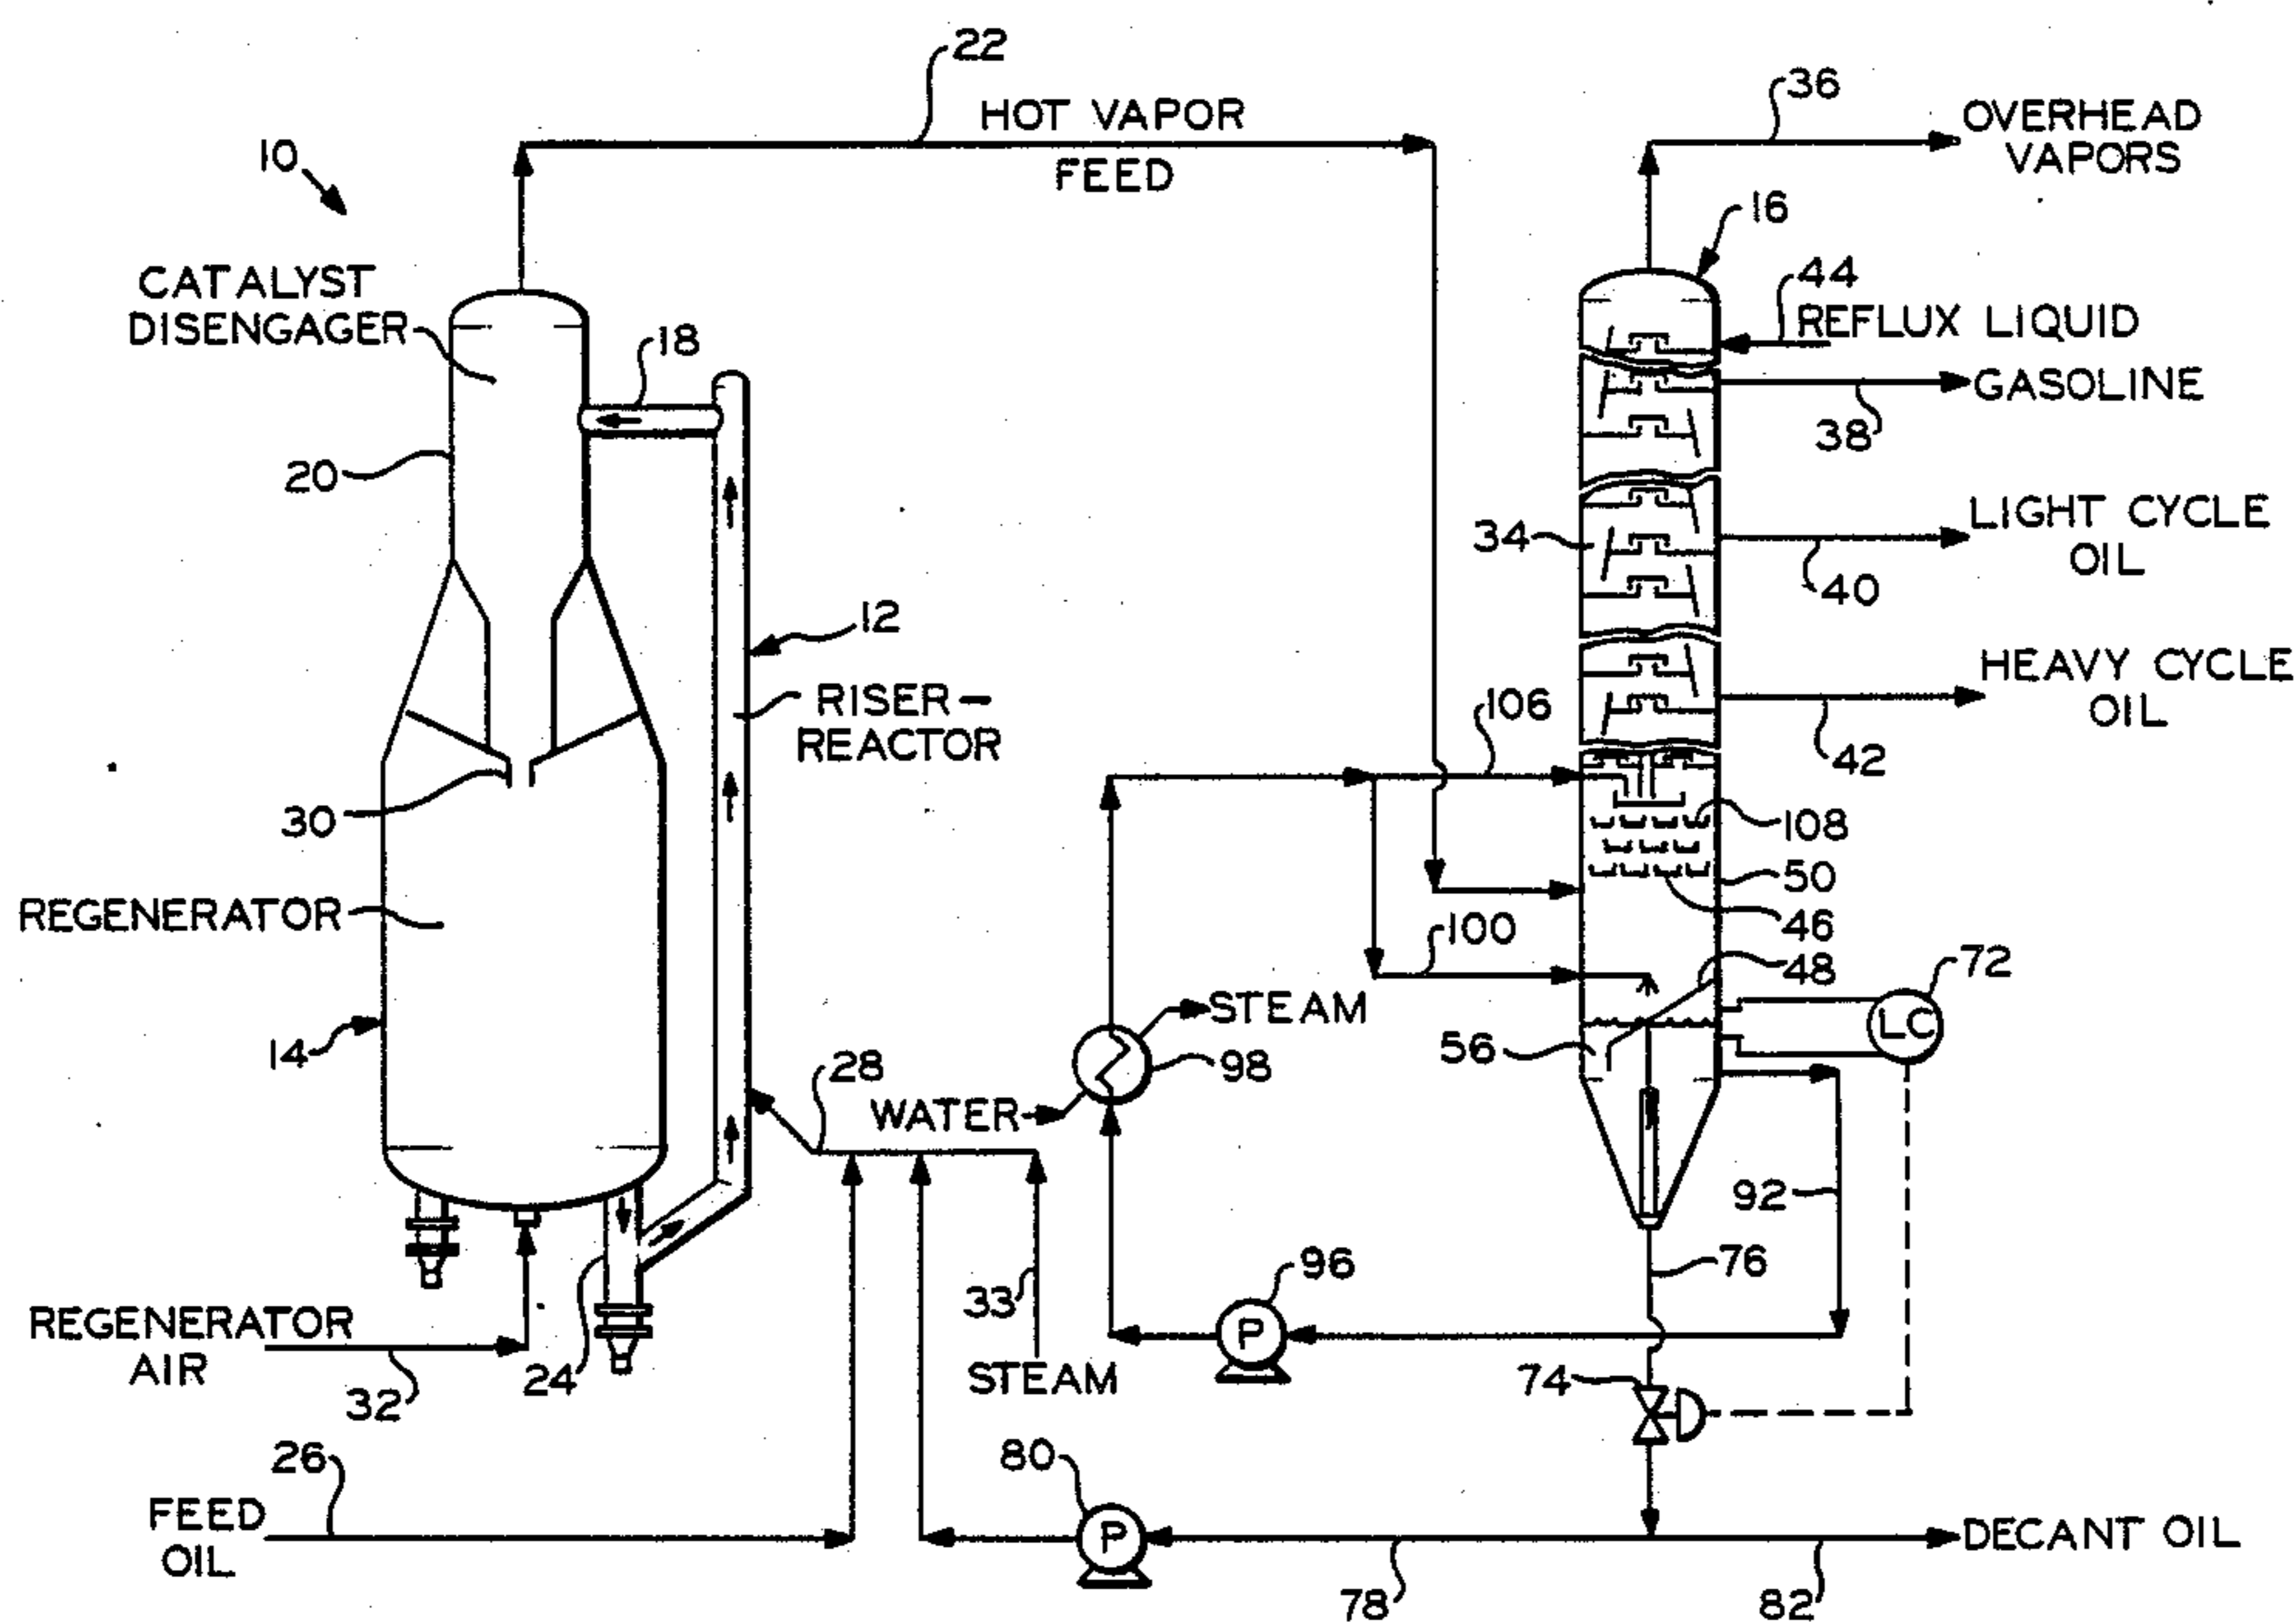 22
HOT VAPOR
FEED
36
OVERHEAD
VAPORS
10
16
CATALYST
DISENGAGER
44
REFLUX LIQUID
18
GASOLINE
38
20
34
LIGHT CYCLE
OIL
40
12
RISER-
REACTOR
HEAVY CYCLE
OIL
42
106
30
108
50
REGENERATOR
46
100
48
72
LC
STEAM
14
56
28
98
WATER
92
76
96
P
33
REGENERATOR
AIR
32
24
STEAM
74
26
80
FEED
OIL
P
DECANT OIL
78
82